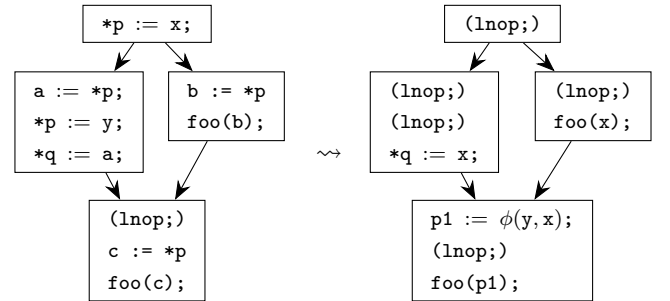 *p := x;
a := *p;
*p := y;
*q := a;
b := *p
foo(b);
(lnop;)
c := *p
foo(c);
⇝
(lnop;)
(lnop;)
(lnop;)
*q := x;
(lnop;)
foo(x);
p1 := ϕ(y, x);
(lnop;)
foo(p1);